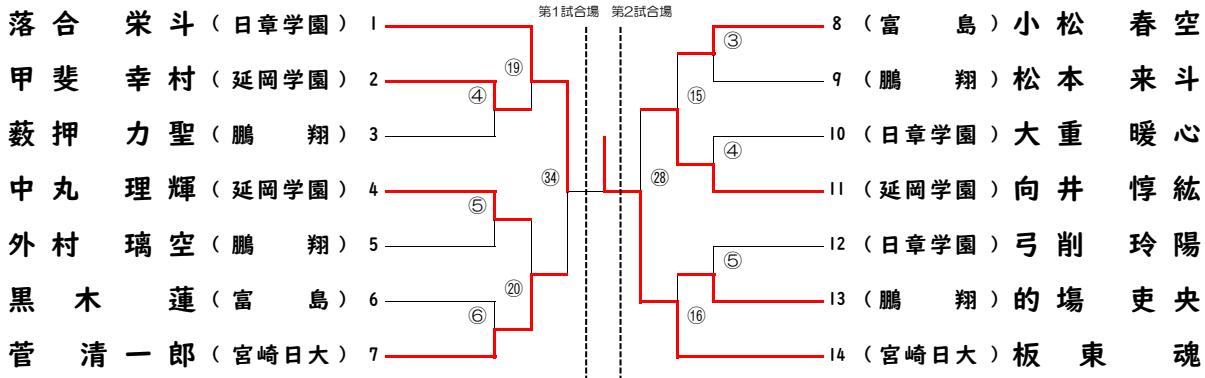 第1試合場 第2試合場
落合 栄斗 (日章学園) 1
甲斐 幸村 (延岡学園) 2
薮押 力聖 (鵬 翔) 3
中丸 理輝 (延岡学園) 4
外村 璃空 (鵬 翔) 5
黒木 蓮 (富 島) 6
菅 清一郎 (宮崎日大) 7
④
⑤
⑥
⑲
⑳
㉞
㉘
⑮
⑯
③
④
⑤
8 (富 島) 小松 春空
9 (鵬 翔) 松本 来斗
10 (日章学園) 大重 暖心
11 (延岡学園) 向井 惇紘
12 (日章学園) 弓削 玲陽
13 (鵬 翔) 的場 吏央
14 (宮崎日大) 板東 魂